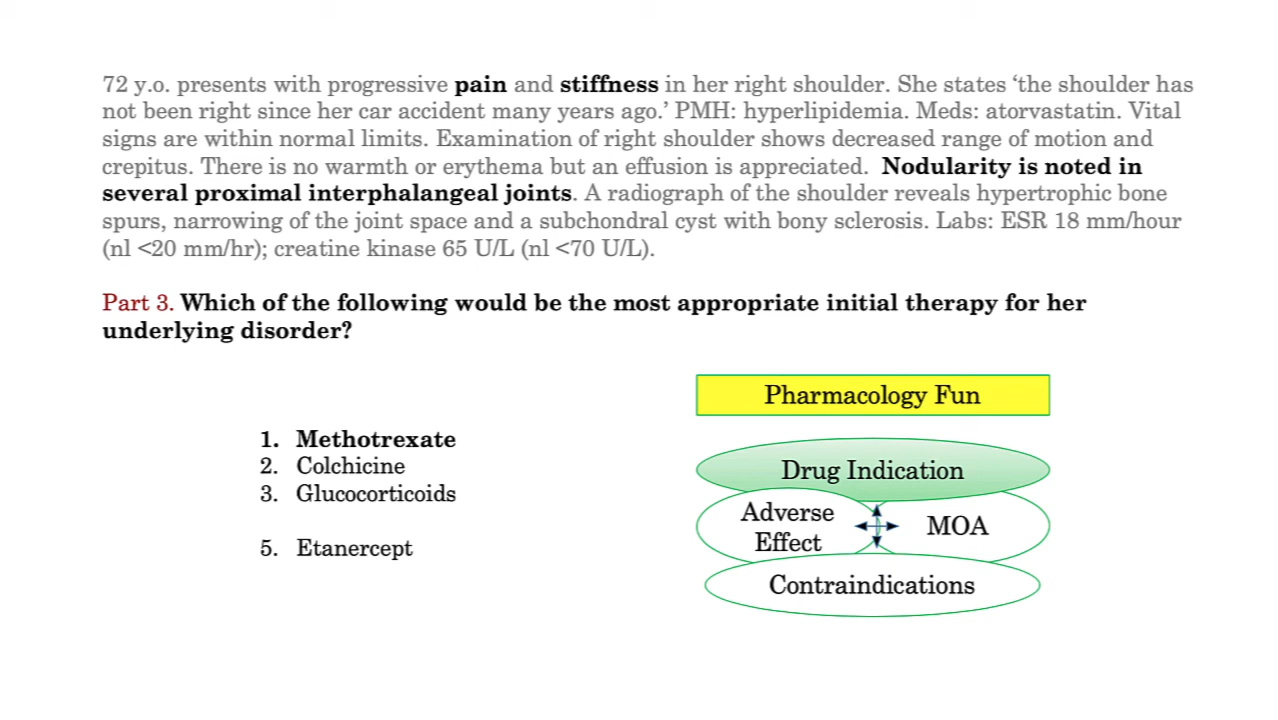 72 y.o. presents with progressive pain and stiffness in her right shoulder. She states ‘the shoulder has
not been right since her car accident many years ago.’ PMH: hyperlipidemia. Meds: atorvastatin. Vital
signs are within normal limits. Examination of right shoulder shows decreased range of motion and
crepitus. There is no warmth or erythema but an effusion is appreciated. Nodularity is noted in
several proximal interphalangeal joints. A radiograph of the shoulder reveals hypertrophic bone
spurs, narrowing of the joint space and a subchondral cyst with bony sclerosis. Labs: ESR 18 mm/hour
(nl <20 mm/hr); creatine kinase 65 U/L (nl <70 U/L).
Part 3. Which of the following would be the most appropriate initial therapy for her
underlying disorder?
1. Methotrexate
2. Colchicine
3. Glucocorticoids
5. Etanercept
Pharmacology Fun
Drug Indication
Adverse
Effect
MOA
Contraindications